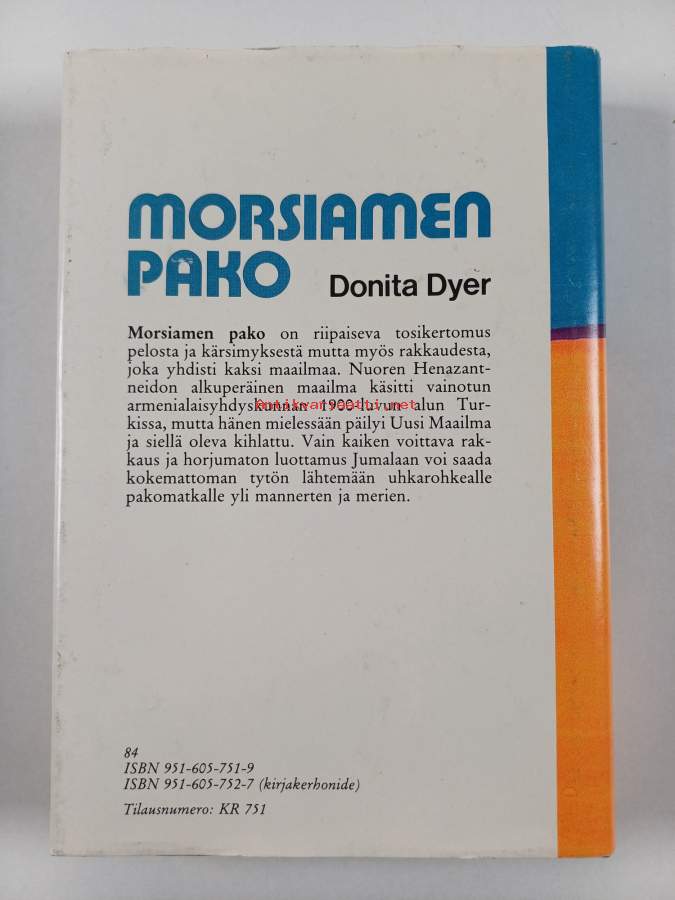 MORSIAMEN
PAKO Donita Dyer
Morsiamen pako on riipaiseva tosikertomus
pelosta ja kärsimyksestä mutta myös rakkaudesta,
joka yhdisti kaksi maailmaa. Nuoren Henazant-
neidon alkuperäinen maailma käsitti vainotun
armenialaisyhdyskunnan 1900-luvun alun Tur-
antikvariaatti.net
kissa, mutta hänen mielessään päilyi Uusi Maailma
ja siellä oleva kihlattu. Vain kaiken voittava rak-
kaus ja horjumaton luottamus Jumalaan voi saada
kokemattoman tytön lähtemään uhkarohkealle
pakomatkalle yli mannerten ja merien.
84
ISBN 951-605-751-9
ISBN 951-605-752-7 (kirjakerhonide)
Tilausnumero: KR 751